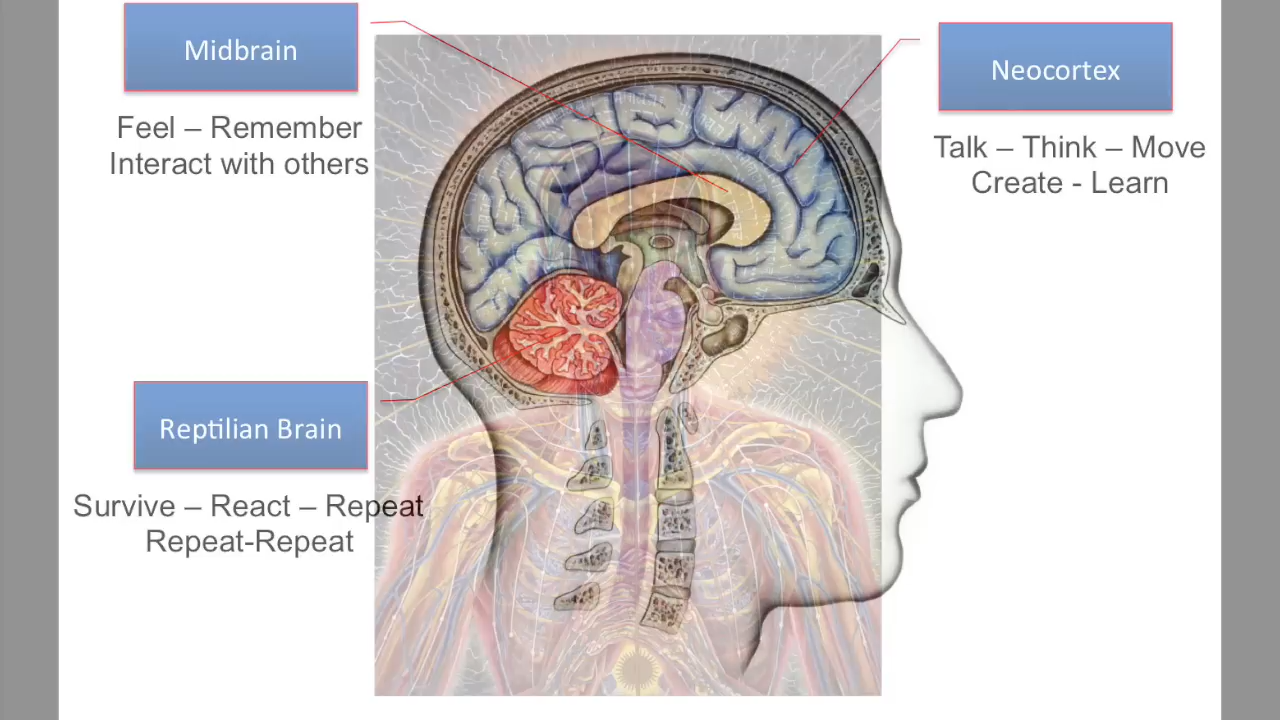 Midbrain
Feel – Remember
Interact with others
Neocortex
Talk – Think – Move
Create - Learn
Reptilian Brain
Survive – React – Repeat
Repeat-Repeat